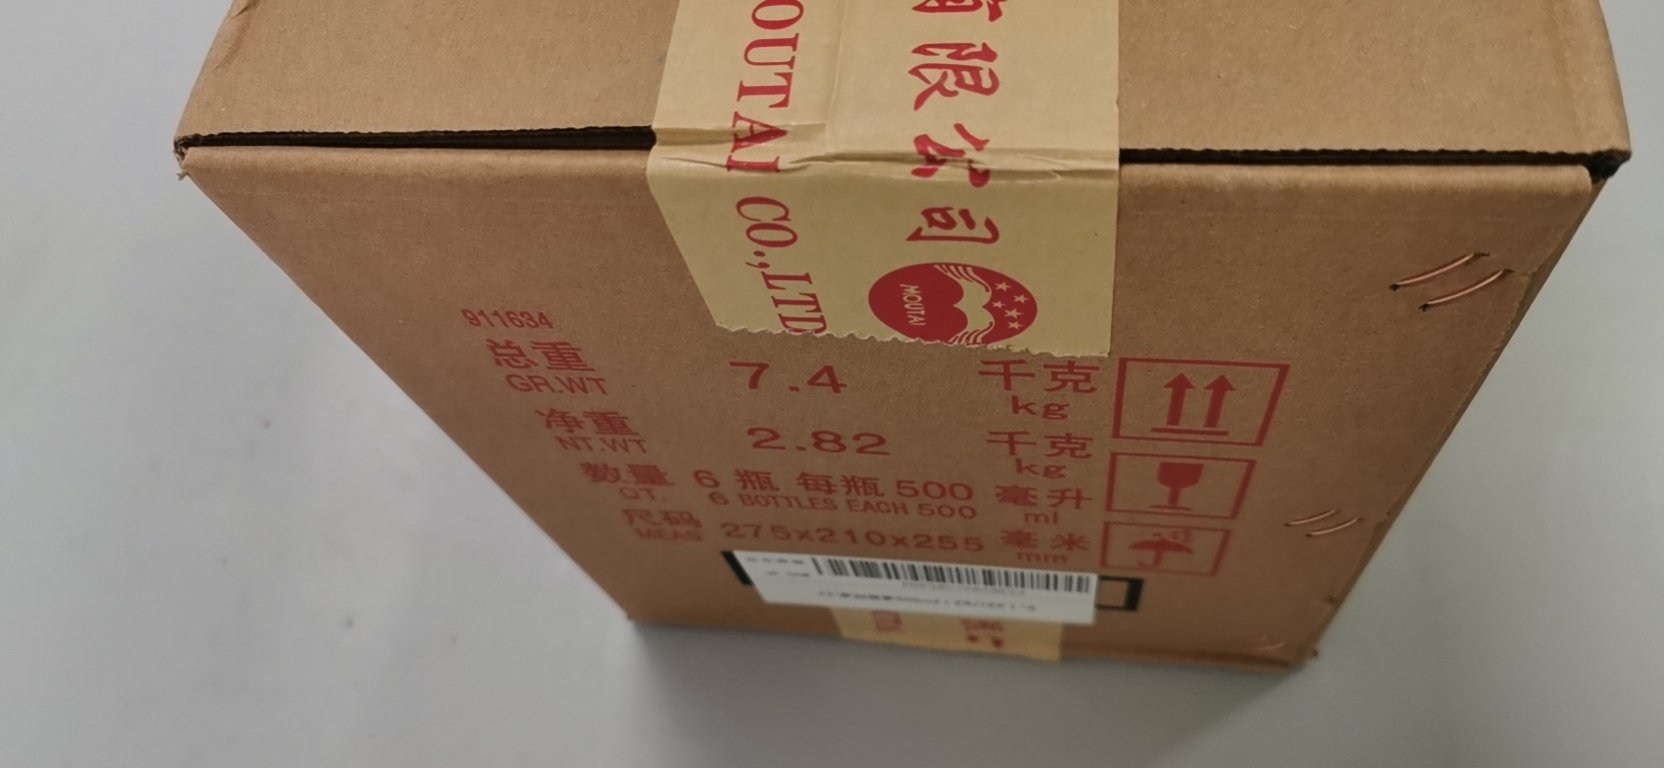 OUTAI CO.,LTD
限公司
MOUTAI
911634
总重 7.4 千克
GR.WT kg
净重 2.82 千克
NT.WT kg
数量 6 瓶 每瓶 500 毫升
QT. 6 BOTTLES EACH 500 ml
尺码 275x210x255 毫米
MEAS mm